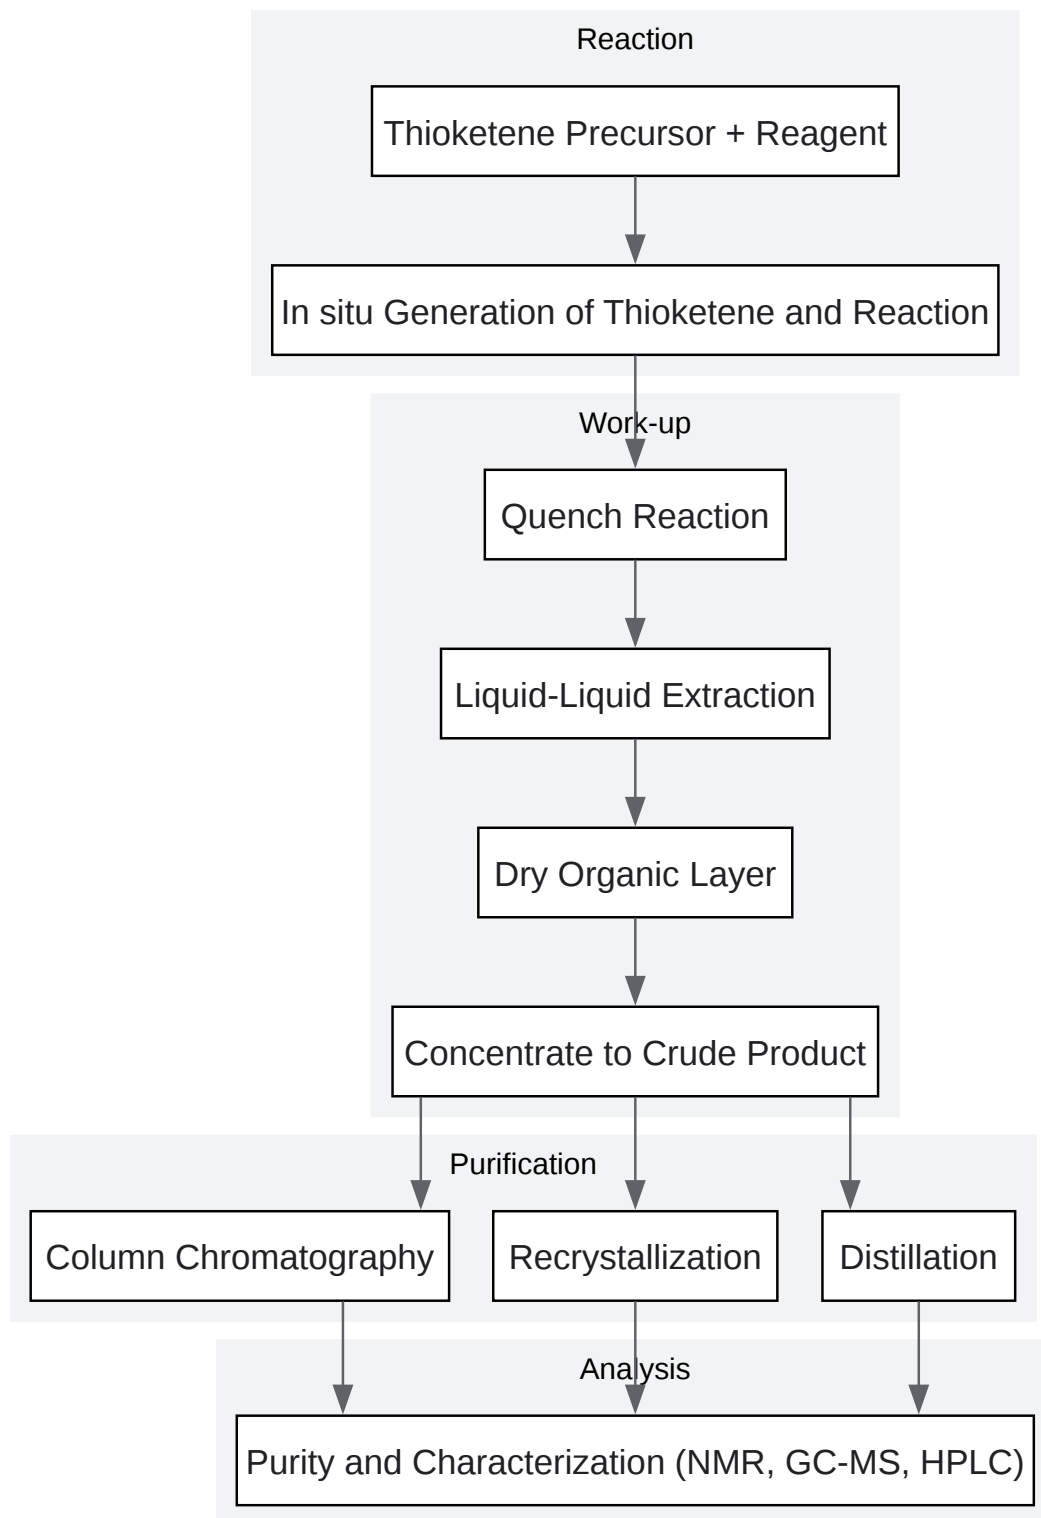 Reaction
Thioketene Precursor + Reagent
In situ Generation of Thioketene and Reaction
Work-up
Quench Reaction
Liquid-Liquid Extraction
Dry Organic Layer
Concentrate to Crude Product
Purification
Column Chromatography
Recrystallization
Distillation
Analysis
Purity and Characterization (NMR, GC-MS, HPLC)